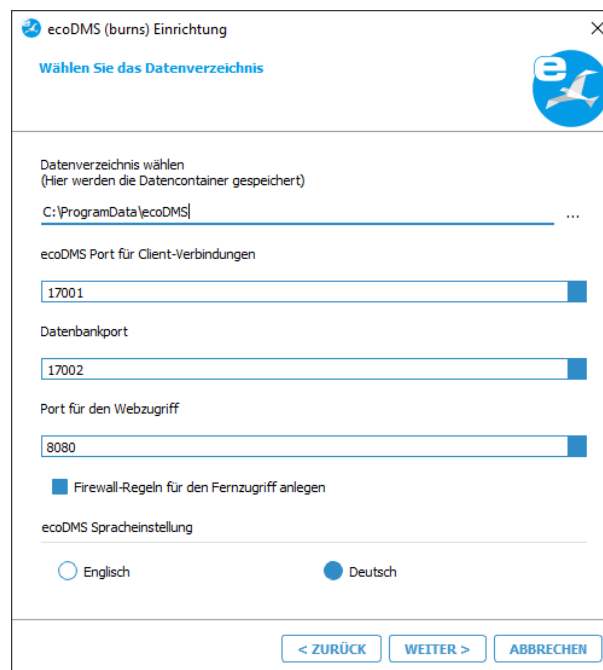 ecoDMS (burns) Einrichtung
Wählen Sie das Datenverzeichnis
e
Datenverzeichnis wählen
(Hier werden die Datencontainer gespeichert)
C:\ProgramData\ecoDMS
...
ecoDMS Port für Client-Verbindungen
17001
Datenbankport
17002
Port für den Webzugriff
8080
Firewall-Regeln für den Fernzugriff anlegen
ecoDMS Spracheinstellung
Englisch Deutsch
< ZURÜCK WEITER > ABBRECHEN